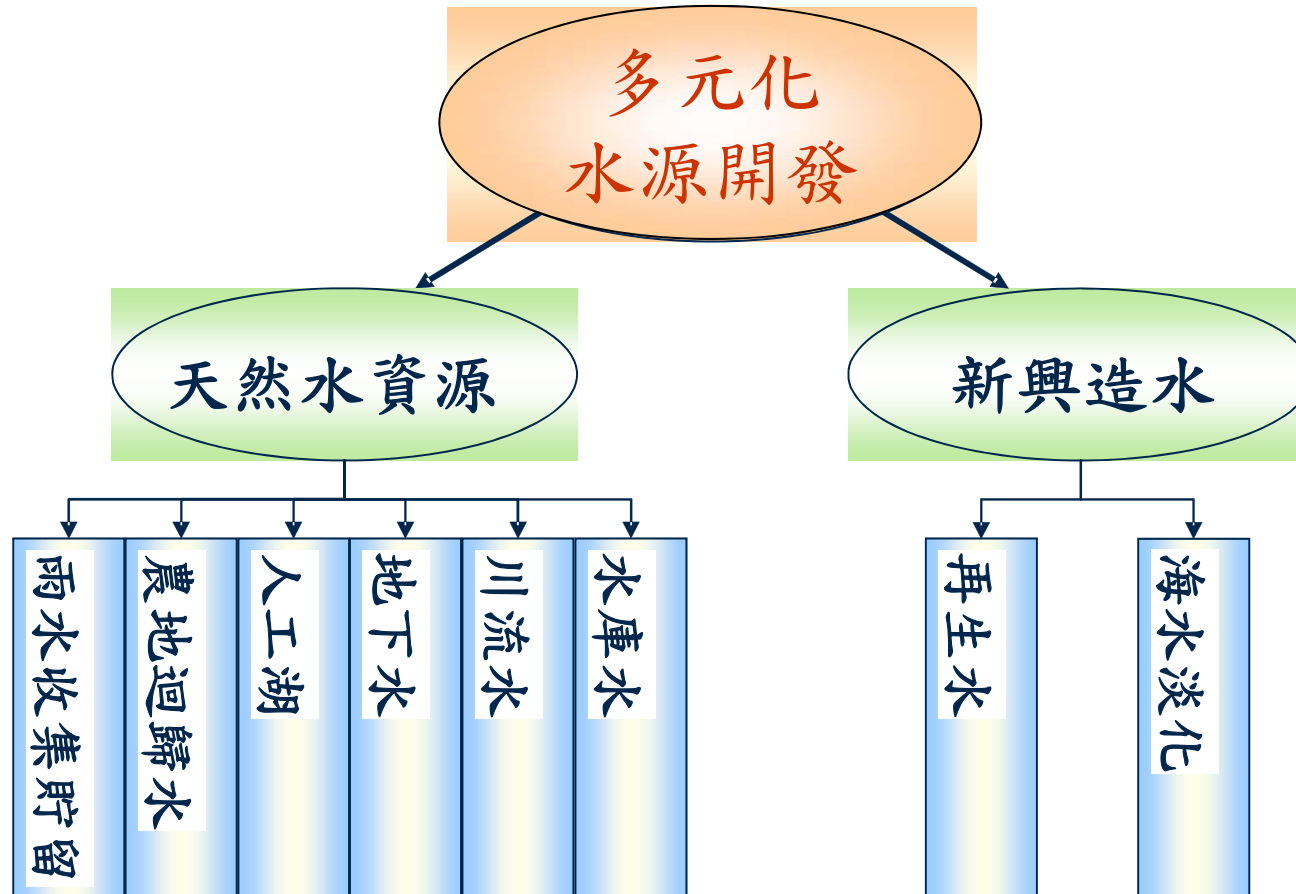 多元化
水源開發
天然水資源
新興造水
雨水收集貯留
農地迴歸水
人工湖
地下水
川流水
水庫水
再生水
海水淡化